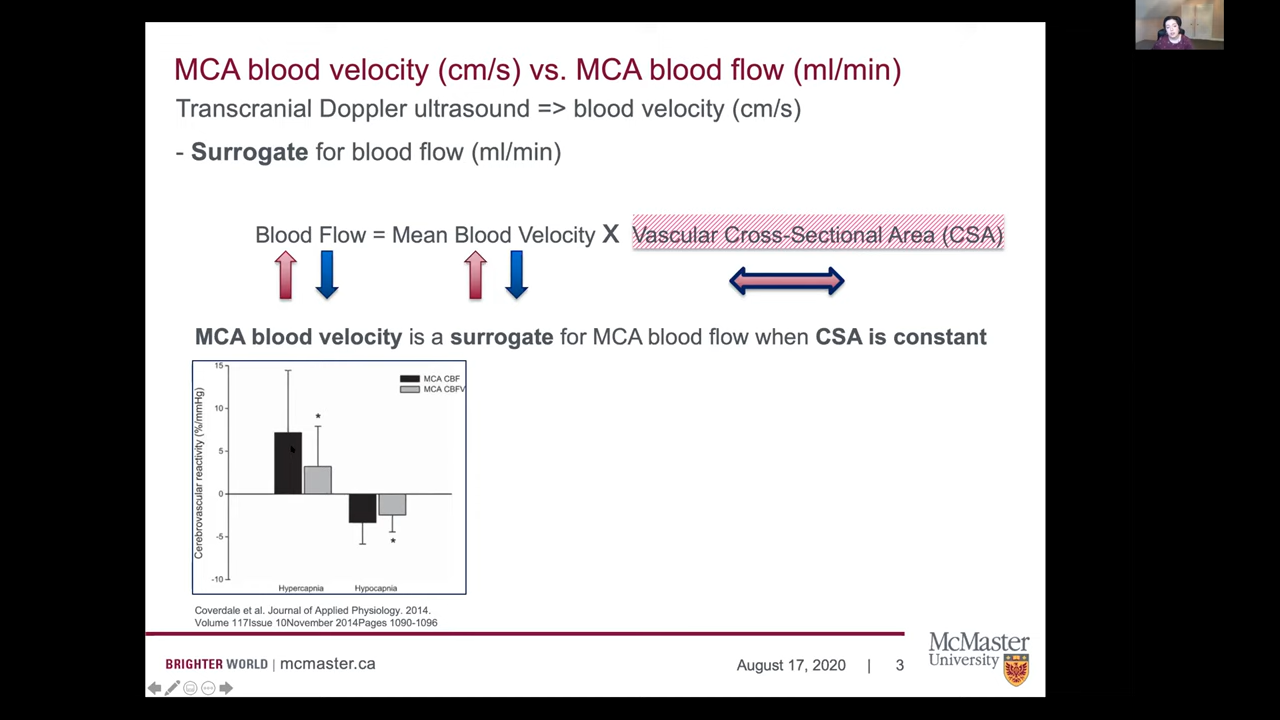 MCA blood velocity (cm/s) vs. MCA blood flow (ml/min)
Transcranial Doppler ultrasound => blood velocity (cm/s)
- Surrogate for blood flow (ml/min)
Blood Flow = Mean Blood Velocity X Vascular Cross-Sectional Area (CSA)
MCA blood velocity is a surrogate for MCA blood flow when CSA is constant
Cerebrovascular reactivity (%/mmHg)
15
10
5
0
-5
-10
MCA CBF
MCA CBFV
*
*
Hypercapnia Hypocapnia
Coverdale et al. Journal of Applied Physiology. 2014.
Volume 117Issue 10November 2014Pages 1090-1096
BRIGHTER WORLD | mcmaster.ca
August 17, 2020 | 3
McMaster
University